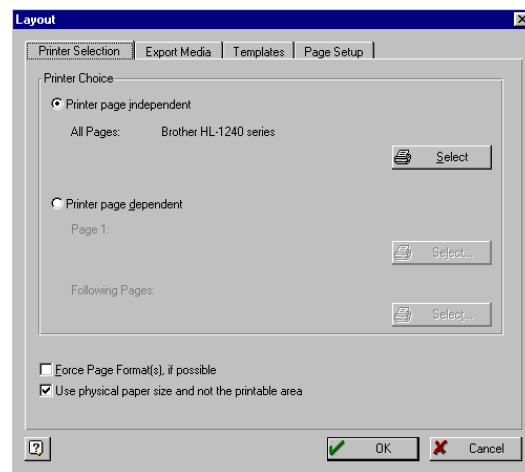 Layout
Printer Selection Export Media Templates Page Setup
Printer Choice
Printer page independent
All Pages: Brother HL-1240 series
Select
Printer page dependent
Page 1:
Select...
Following Pages:
Select...
Force Page Format(s), if possible
Use physical paper size and not the printable area
OK Cancel